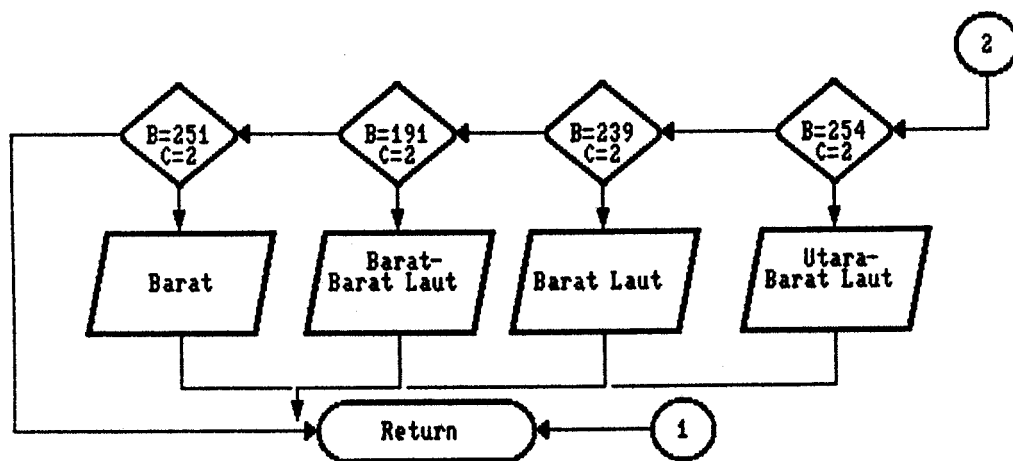 2
B=251
C=2
B=191
C=2
B=239
C=2
B=254
C=2
Barat
Barat-
Barat Laut
Barat Laut
Utara-
Barat Laut
Return
1